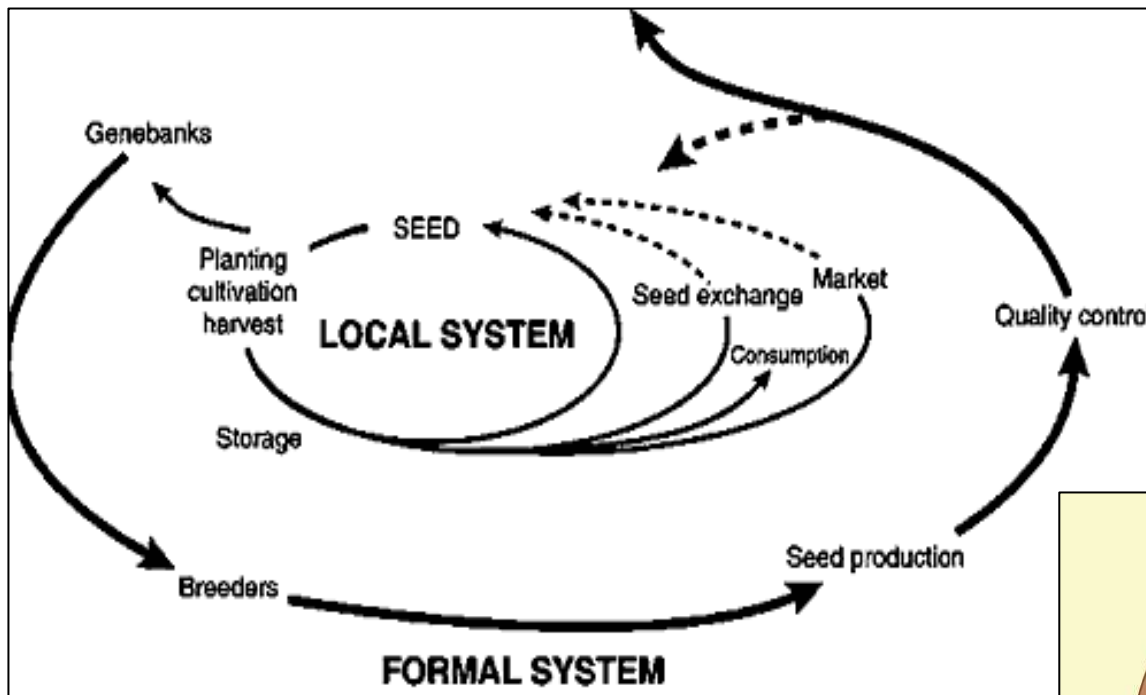 Genebanks
SEED
Planting
cultivation
harvest
LOCAL SYSTEM
Seed exchange
Market
Consumption
Quality contro
Storage
Seed production
Breeders
FORMAL SYSTEM